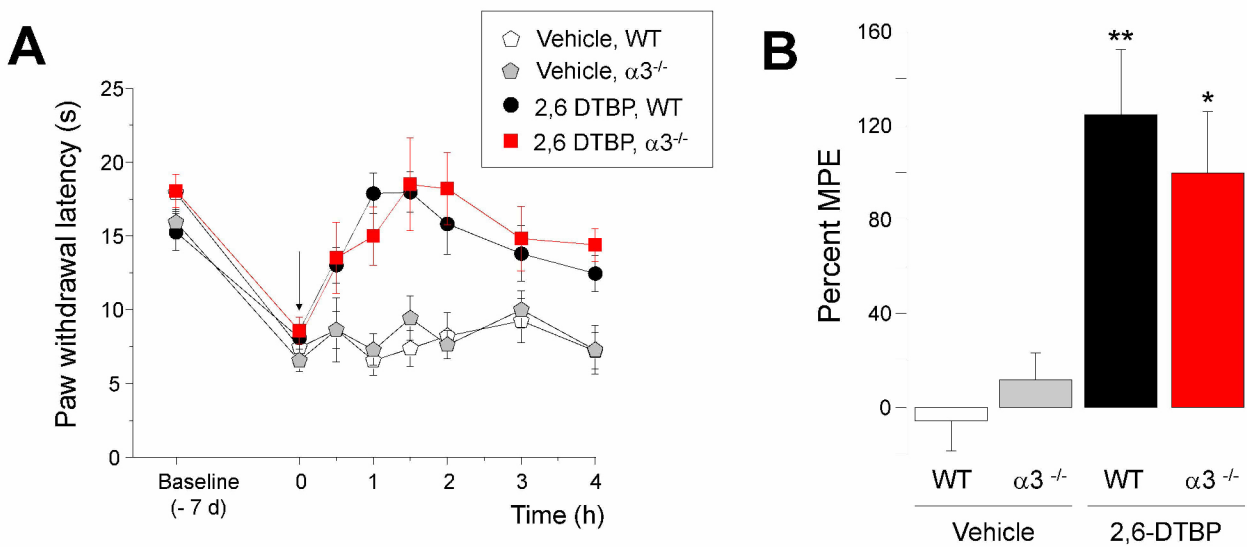 A
Vehicle, WT
Vehicle, α3-/-
2,6 DTBP, WT
2,6 DTBP, α3-/-
Paw withdrawal latency (s)
25
20
15
10
5
0
Baseline
(- 7 d)
0 1 2 3 4
Time (h)
B
Percent MPE
160
120
80
40
0
**
*
WT α3 -/- WT α3 -/-
Vehicle 2,6-DTBP